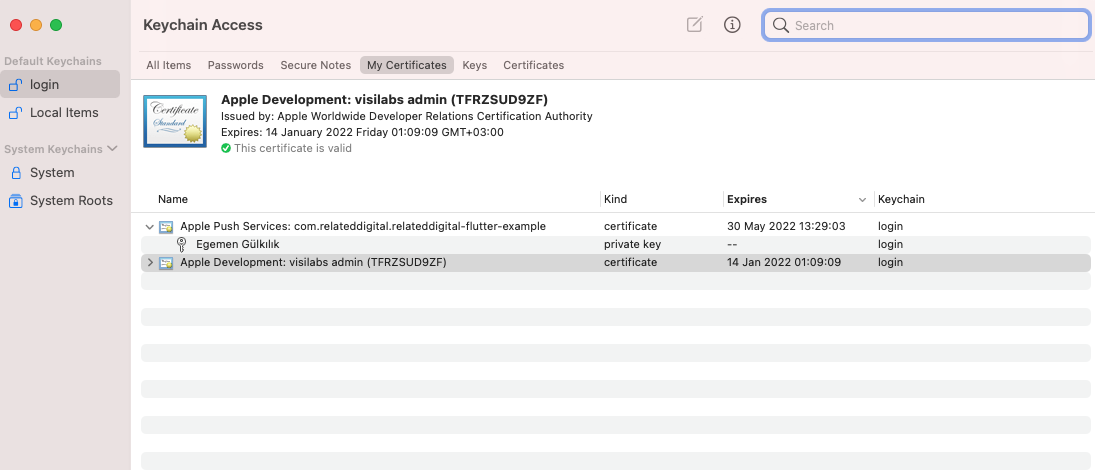 Keychain Access
Search
Default Keychains
login
Local Items
System Keychains
System
System Roots
All Items Passwords Secure Notes My Certificates Keys Certificates
Certificate
Standard
Apple Development: visilabs admin (TFRZSUD9ZF)
Issued by: Apple Worldwide Developer Relations Certification Authority
Expires: 14 January 2022 Friday 01:09:09 GMT+03:00
This certificate is valid
Name Kind Expires Keychain
Apple Push Services: com.relateddigital.relateddigital-flutter-example certificate 30 May 2022 13:29:03 login
Egemen Gülkılık private key -- login
Apple Development: visilabs admin (TFRZSUD9ZF) certificate 14 Jan 2022 01:09:09 login